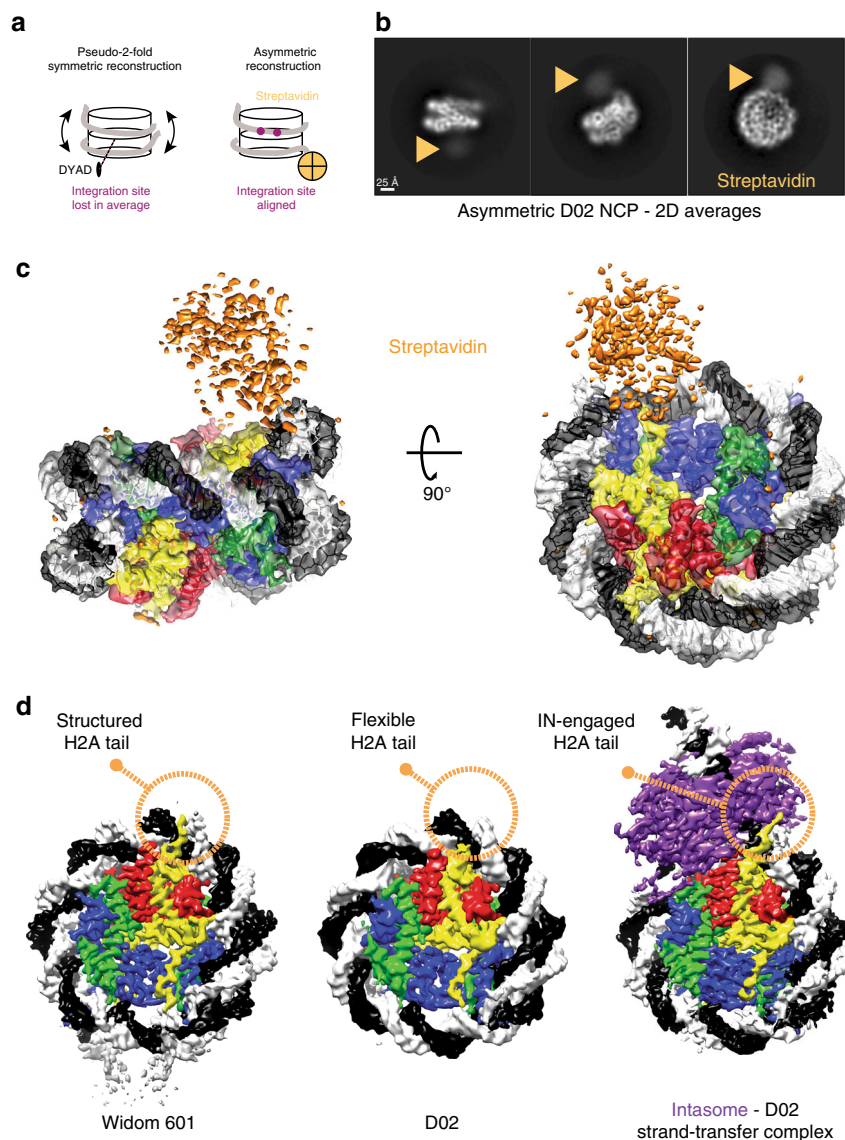 a
Pseudo-2-fold
symmetric reconstruction
DYAD
Integration site
lost in average
Asymmetric
reconstruction
Streptavidin
Integration site
aligned
b
25 Å
Streptavidin
Asymmetric D02 NCP - 2D averages
c
Streptavidin
90°
d
Structured
H2A tail
Flexible
H2A tail
IN-engaged
H2A tail
Widom 601
D02
Intasome - D02
strand-transfer complex